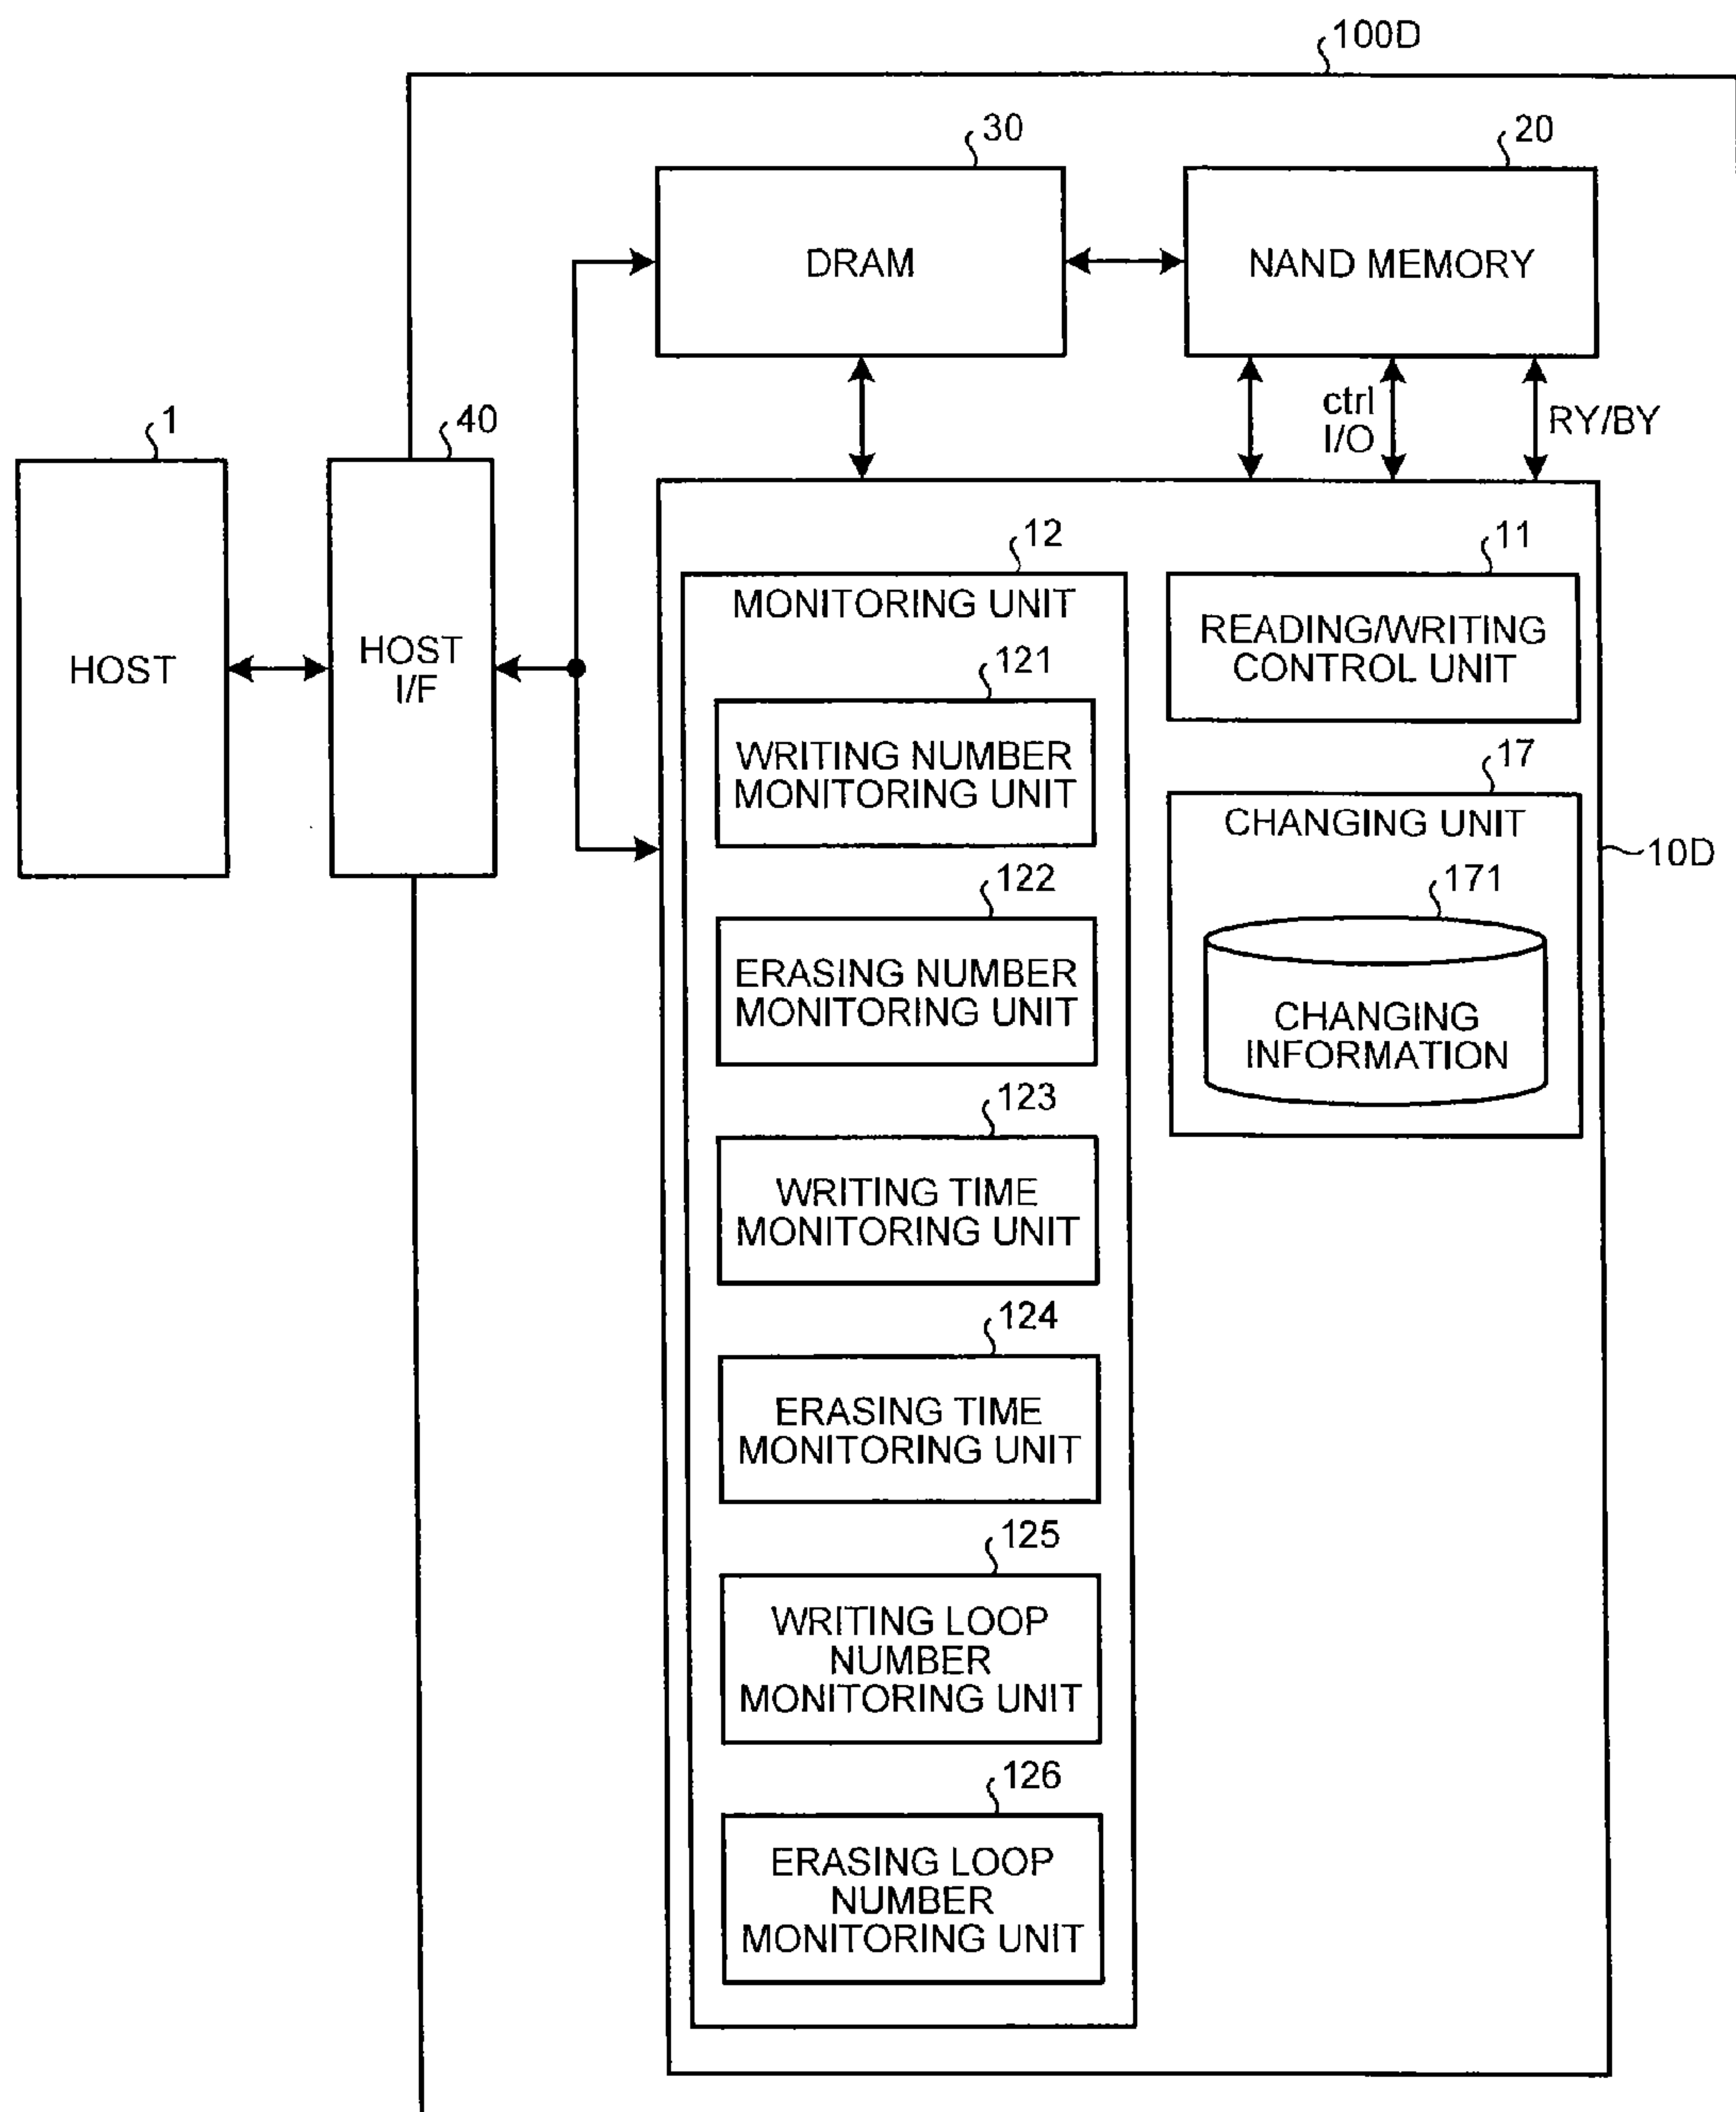 100D
30
20
DRAM
NAND MEMORY
ctrl
I/O
RY/BY
1
40
HOST
HOST
I/F
12
11
MONITORING UNIT
READING/WRITING
CONTROL UNIT
121
WRITING NUMBER
MONITORING UNIT
17
CHANGING UNIT
10D
122
171
ERASING NUMBER
MONITORING UNIT
CHANGING
INFORMATION
123
WRITING TIME
MONITORING UNIT
124
ERASING TIME
MONITORING UNIT
125
WRITING LOOP
NUMBER
MONITORING UNIT
126
ERASING LOOP
NUMBER
MONITORING UNIT